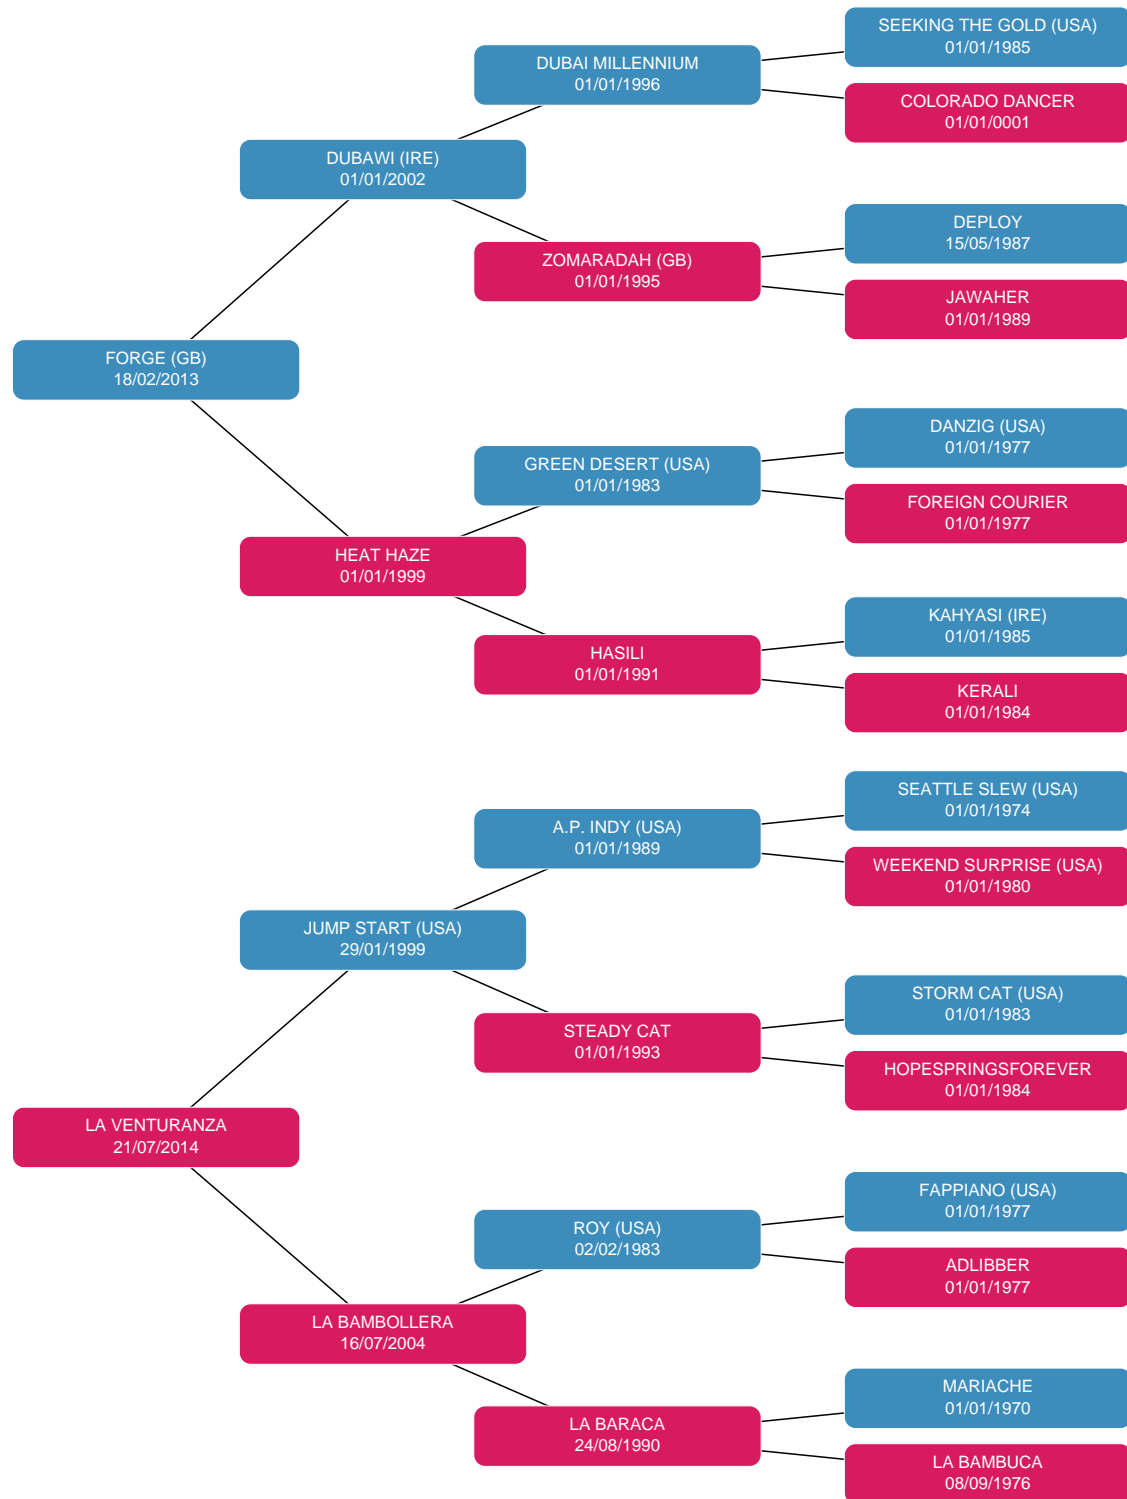 SEEKING THE GOLD (USA)
01/01/1985
DUBAI MILLENNIUM
01/01/1996
COLORADO DANCER
01/01/0001
DUBAWI (IRE)
01/01/2002
DEPLOY
15/05/1987
ZOMARADAH (GB)
01/01/1995
JAWAHER
01/01/1989
FORGE (GB)
18/02/2013
DANZIG (USA)
01/01/1977
GREEN DESERT (USA)
01/01/1983
FOREIGN COURIER
01/01/1977
HEAT HAZE
01/01/1999
KAHYASI (IRE)
01/01/1985
HASILI
01/01/1991
KERALI
01/01/1984
SEATTLE SLEW (USA)
01/01/1974
A.P. INDY (USA)
01/01/1989
WEEKEND SURPRISE (USA)
01/01/1980
JUMP START (USA)
29/01/1999
STORM CAT (USA)
01/01/1983
STEADY CAT
01/01/1993
HOPESPRINGSFOREVER
01/01/1984
LA VENTURANZA
21/07/2014
FAPPIANO (USA)
01/01/1977
ROY (USA)
02/02/1983
ADLIBBER
01/01/1977
LA BAMBOLLERA
16/07/2004
MARIACHE
01/01/1970
LA BARACA
24/08/1990
LA BAMBUCA
08/09/1976